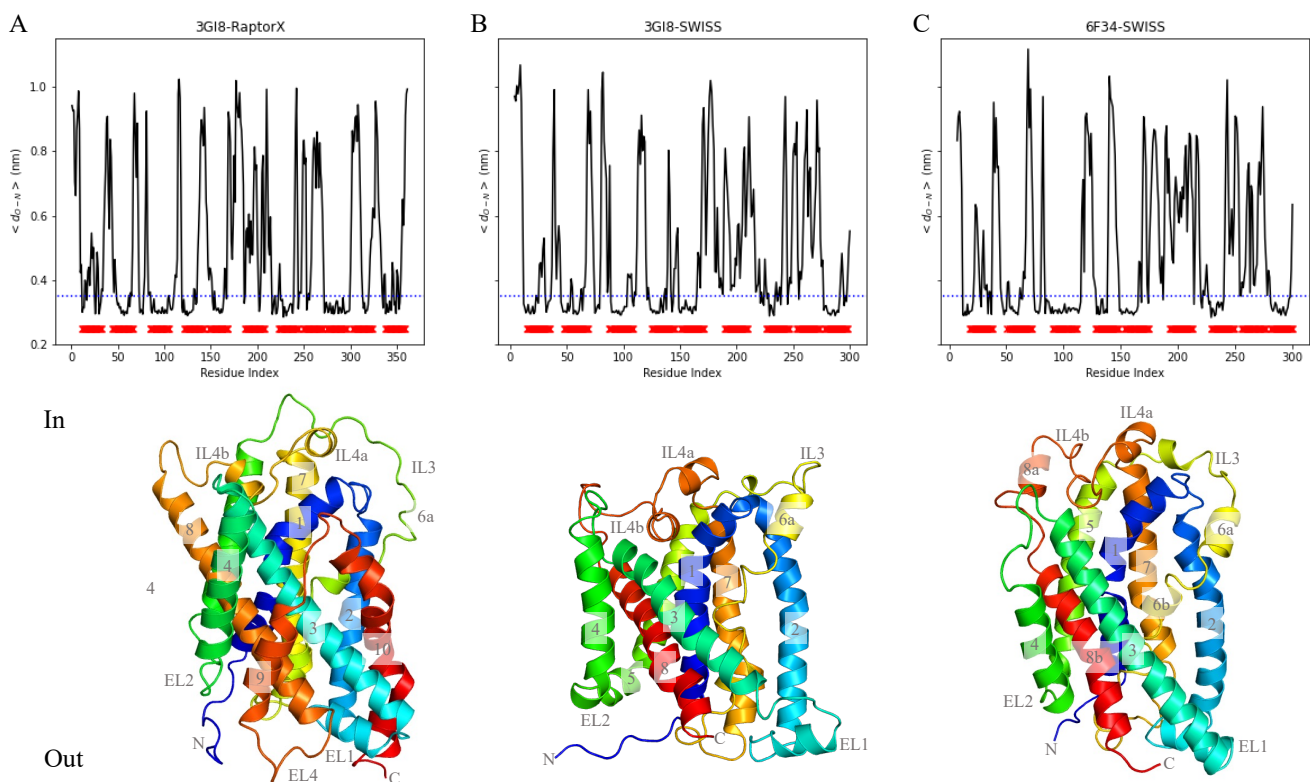 A
3GI8-RaptorX
B
3GI8-SWISS
C
6F34-SWISS
1.0
0.8
0.6
0.4
0.2
< d_{O-N} > (nm)
< d_{O-N} > (nm)
< d_{O-N} > (nm)
0 50 100 150 200 250 300 350
0 50 100 150 200 250 300
0 50 100 150 200 250 300
Residue Index
Residue Index
Residue Index
In
IL4b
IL4a
7
IL3
8
1
6a
4
4
3
2
10
EL2
9
N
EL1
EL4
C
Out
IL4a
IL3
IL4b
6a
1
7
4
3
2
8
5
EL2
N
C
EL1
IL4a
IL4b
IL3
8a
5
6a
1
7
6b
2
4
8b
3
EL2
N
C
EL1